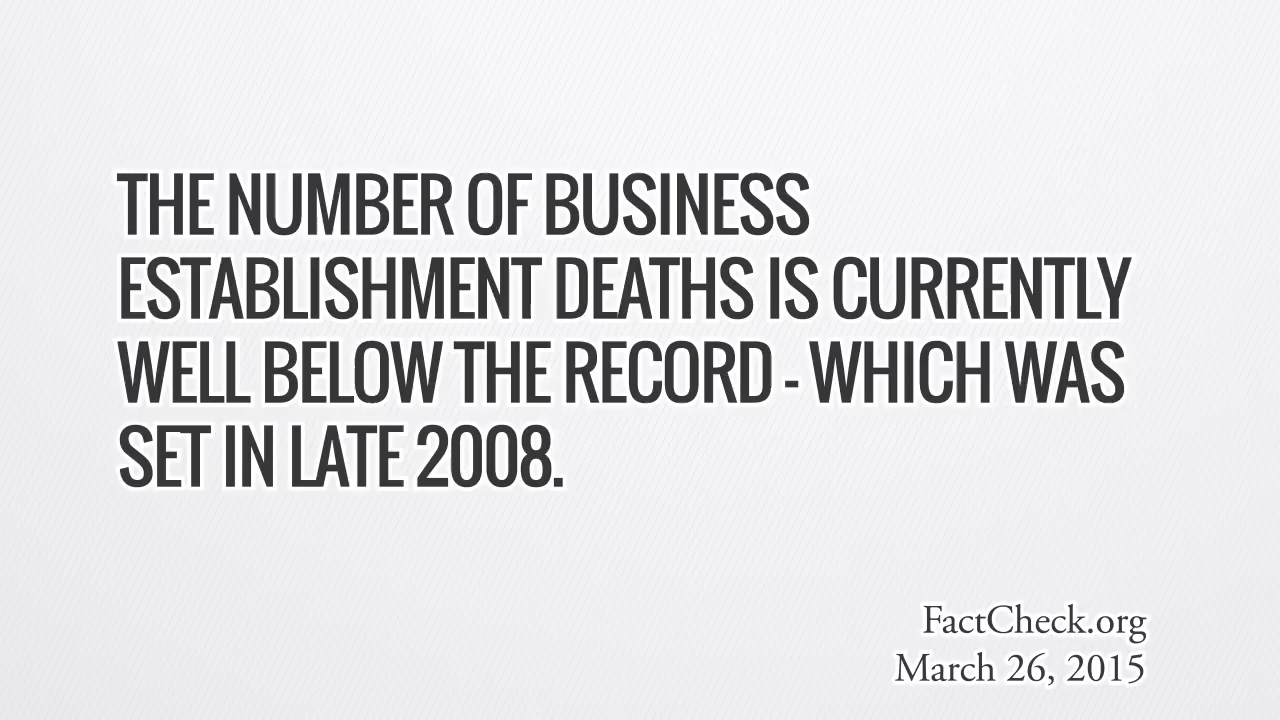 THE NUMBER OF BUSINESS
ESTABLISHMENT DEATHS IS CURRENTLY
WELL BELOW THE RECORD - WHICH WAS
SET IN LATE 2008.
FactCheck.org
March 26, 2015